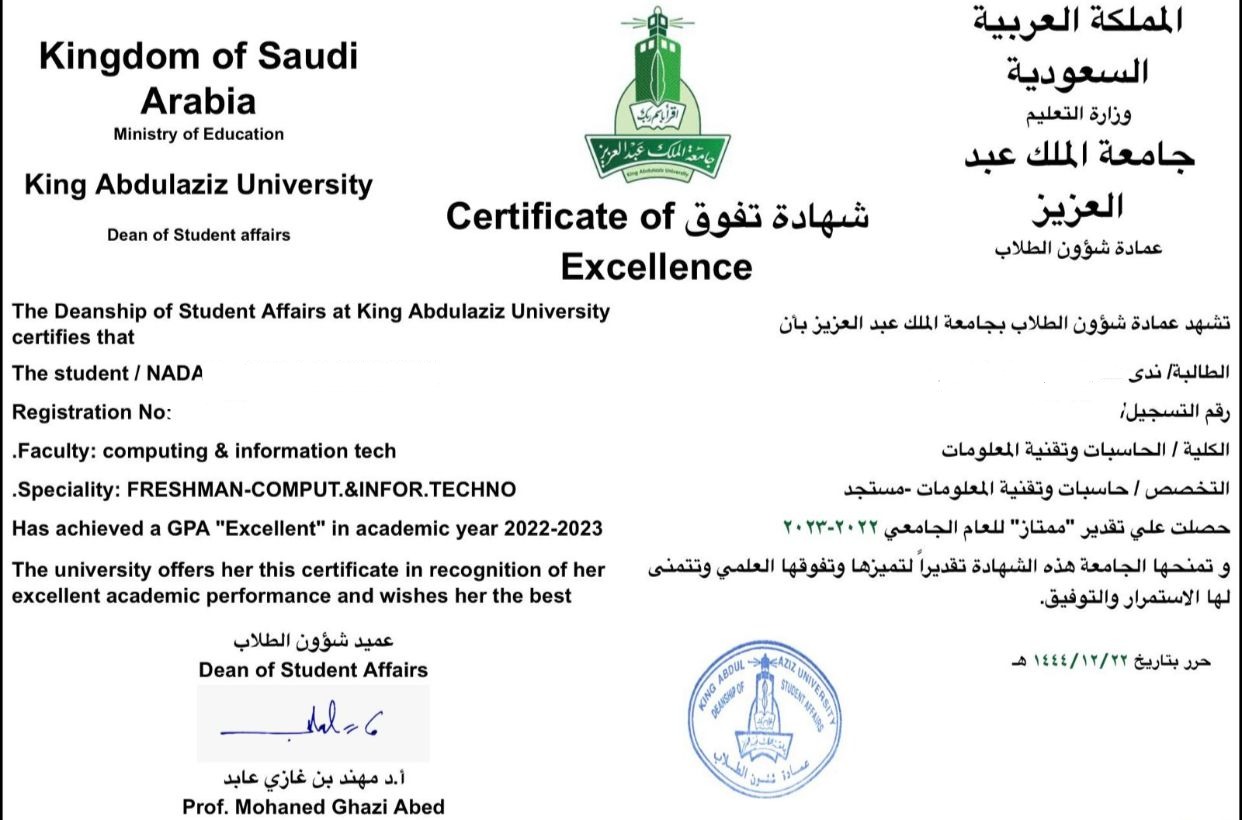 Kingdom of Saudi
Arabia
Ministry of Education
King Abdulaziz University
Dean of Student affairs
اقرأ باسم ربك
جامعة الملك عبد العزيز
King Abdulaziz University
Certificate of شهادة تفوق
Excellence
المملكة العربية
السعودية
وزارة التعليم
جامعة الملك عبد
العزيز
عمادة شؤون الطلاب
The Deanship of Student Affairs at King Abdulaziz University
certifies that
The student / NADA
Registration No:
.Faculty: computing & information tech
.Speciality: FRESHMAN-COMPUT.&INFOR.TECHNO
Has achieved a GPA "Excellent" in academic year 2022-2023
The university offers her this certificate in recognition of her
excellent academic performance and wishes her the best
تشهد عمادة شؤون الطلاب بجامعة الملك عبد العزيز بأن
الطالبة/ ندى
رقم التسجيل/
الكلية / الحاسبات وتقنية المعلومات
التخصص / حاسبات وتقنية المعلومات -مستجد
حصلت علي تقدير "ممتاز" للعام الجامعي ٢٠٢٢-٢٠٢٣
و تمنحها الجامعة هذه الشهادة تقديراً لتميزها وتفوقها العلمي وتتمنى
لها الاستمرار والتوفيق.
عميد شؤون الطلاب
Dean of Student Affairs
أ.د مهند بن غازي عابد
Prof. Mohaned Ghazi Abed
KING ABDUL AZIZ UNIVERSITY
DEANSHIP OF STUDENT AFFAIRS
عمادة شئون الطلاب
حرر بتاريخ ١٤٤٤/١٢/٢٢ هـ